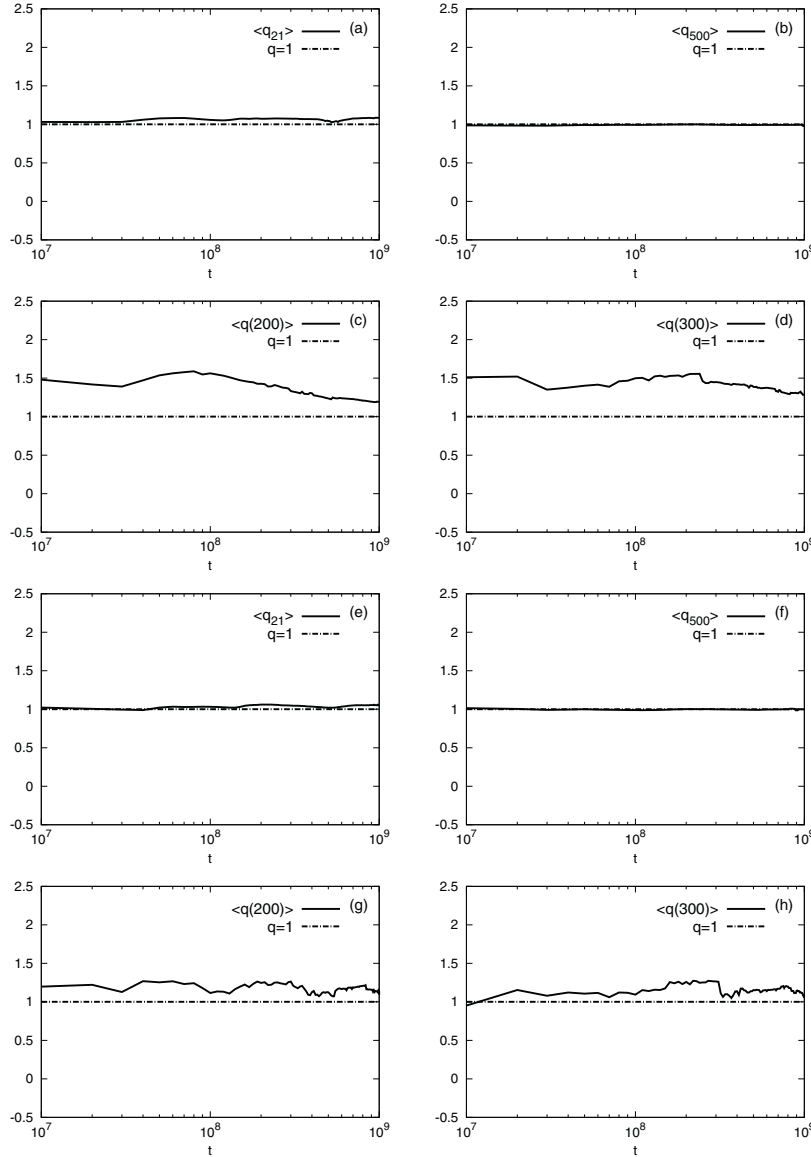 <q21> (a)
q=1
2.5
2
1.5
1
0.5
0
-0.5
10^7 10^8 10^9
t
<q500> (b)
q=1
2.5
2
1.5
1
0.5
0
-0.5
10^7 10^8 10^9
t
<q(200)> (c)
q=1
2.5
2
1.5
1
0.5
0
-0.5
10^7 10^8 10^9
t
<q(300)> (d)
q=1
2.5
2
1.5
1
0.5
0
-0.5
10^7 10^8 10^9
t
<q21> (e)
q=1
2.5
2
1.5
1
0.5
0
-0.5
10^7 10^8 10^9
t
<q500> (f)
q=1
2.5
2
1.5
1
0.5
0
-0.5
10^7 10^8 10^9
t
<q(200)> (g)
q=1
2.5
2
1.5
1
0.5
0
-0.5
10^7 10^8 10^9
t
<q(300)> (h)
q=1
2.5
2
1.5
1
0.5
0
-0.5
10^7 10^8 10^9
t